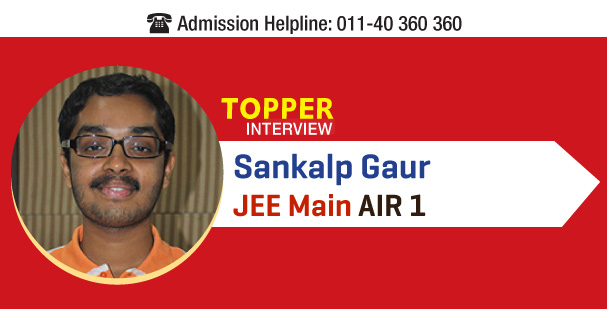 Admission Helpline: 011-40 360 360
TOPPER
INTERVIEW
Sankalp Gaur
JEE Main AIR 1